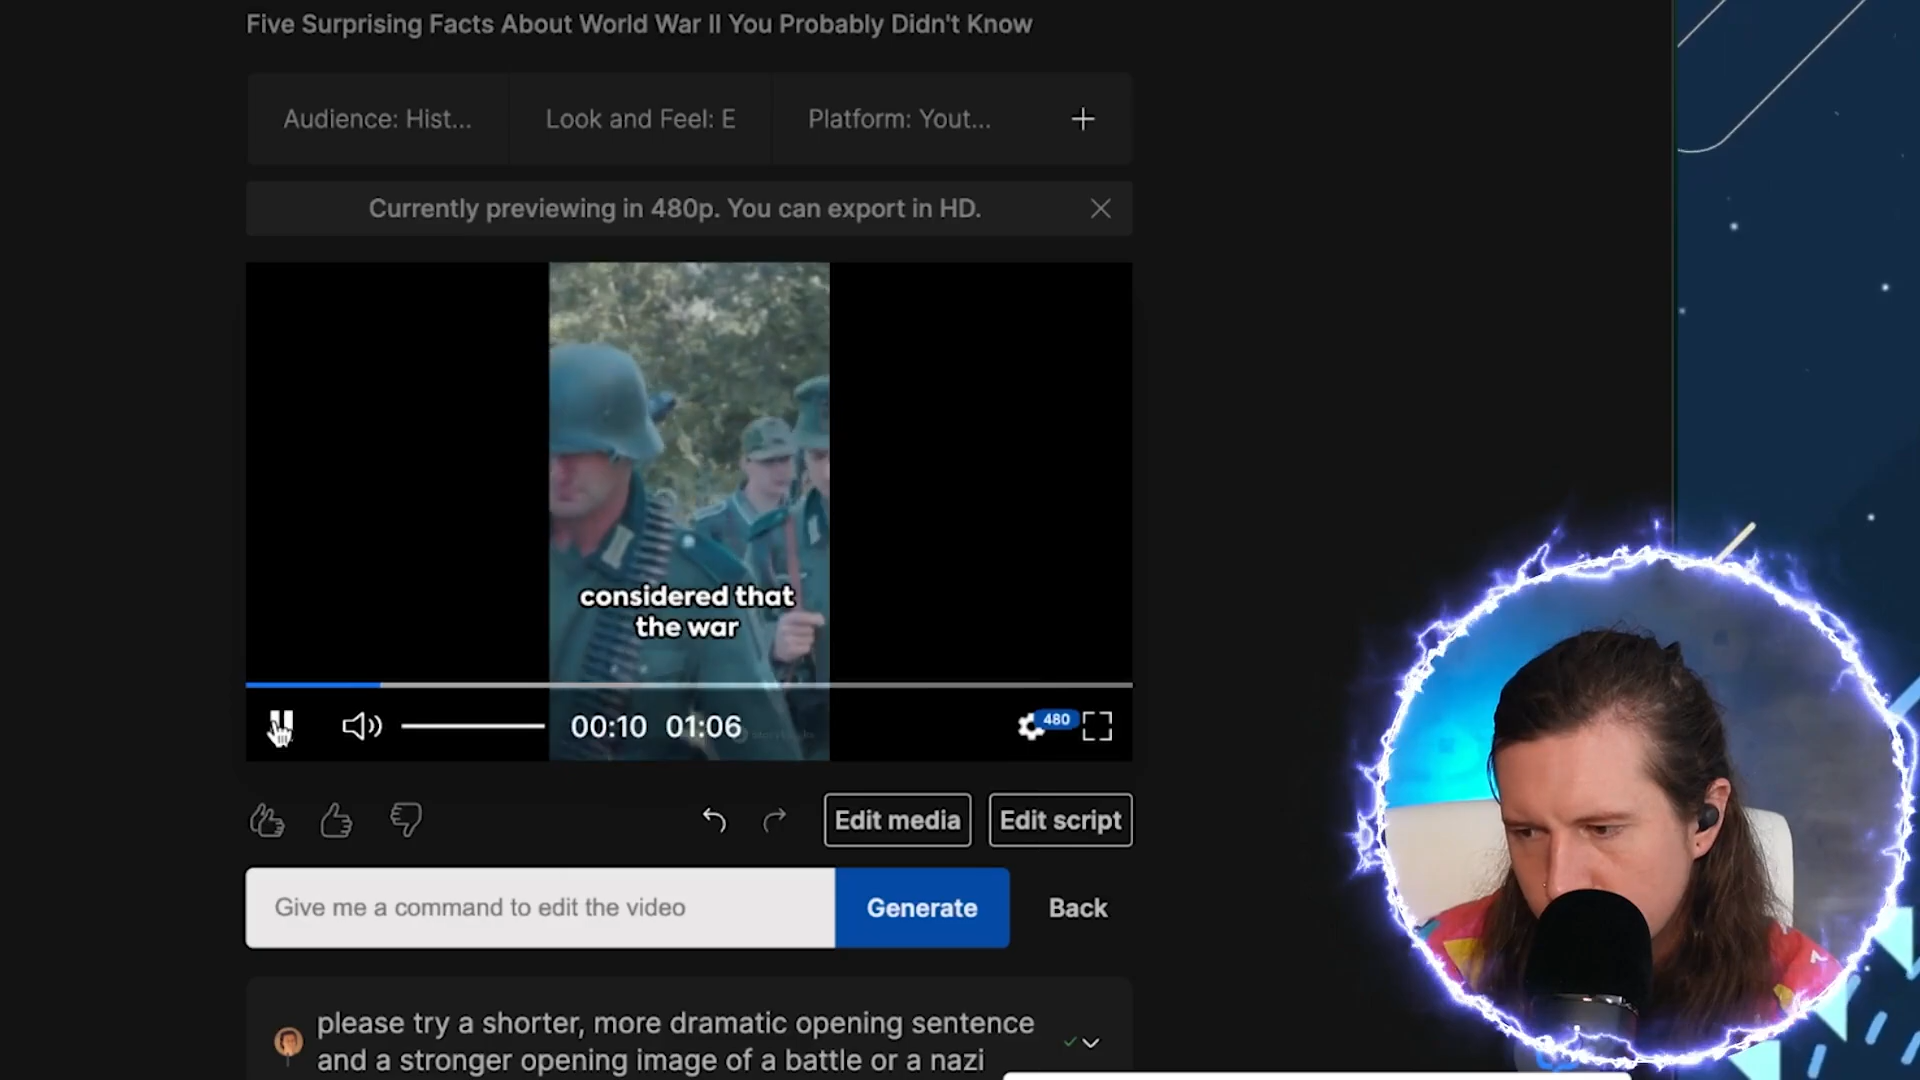 Five Surprising Facts About World War II You Probably Didn't Know
Audience: Hist...
Look and Feel: E
Platform: Yout...
+
Currently previewing in 480p. You can export in HD.
considered that
the war
00:10 01:06
480
Edit media
Edit script
Give me a command to edit the video
Generate
Back
please try a shorter, more dramatic opening sentence
and a stronger opening image of a battle or a nazi